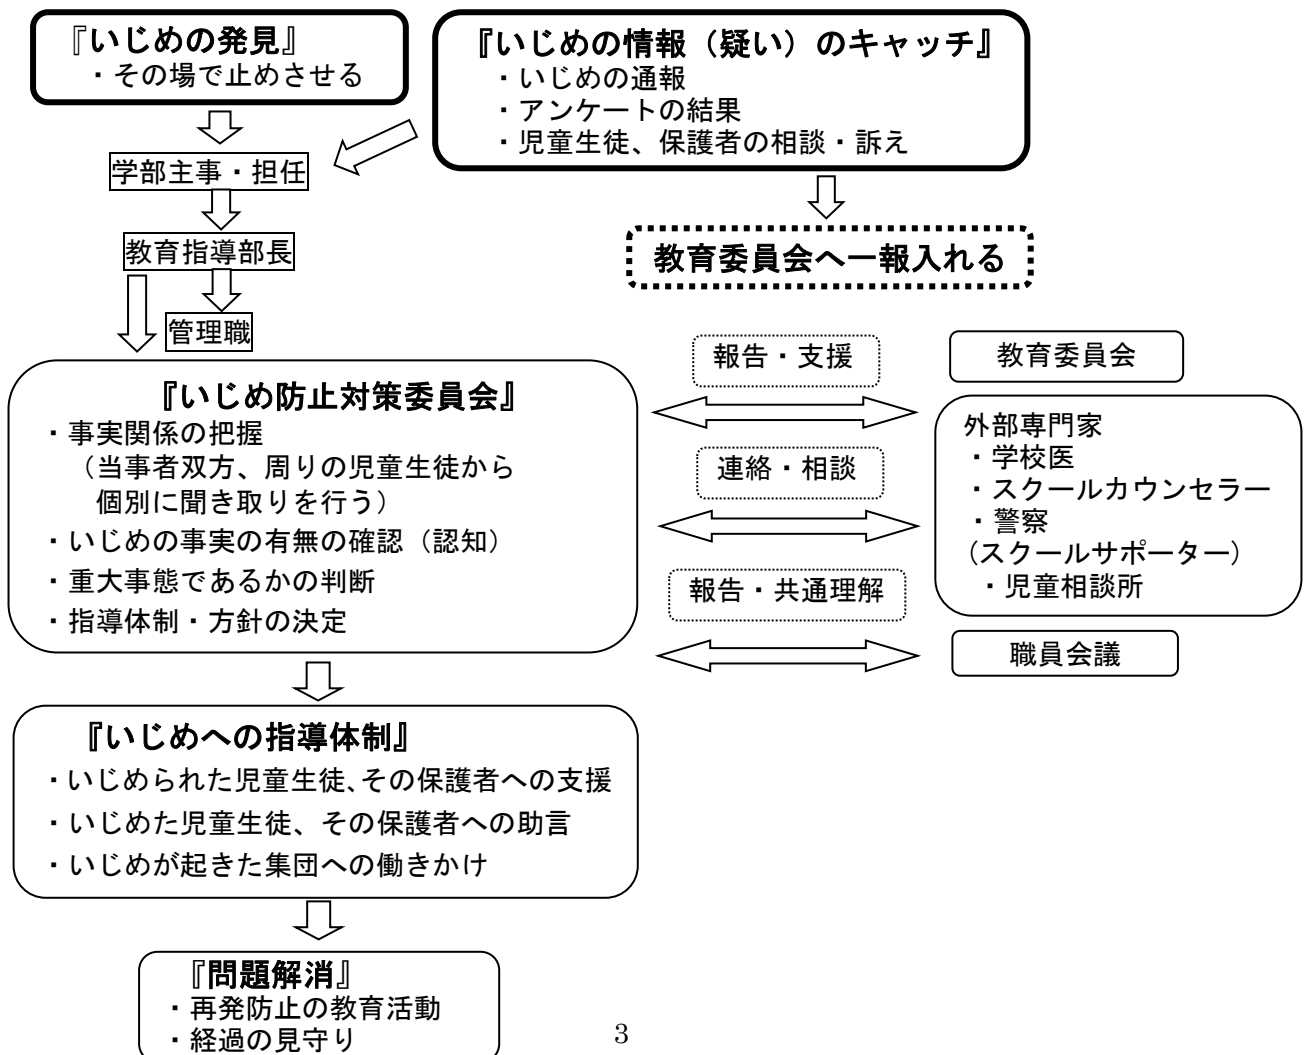 『いじめの発見』
・その場で止めさせる
『いじめの情報（疑い）のキャッチ』
・いじめの通報
・アンケートの結果
・児童生徒、保護者の相談・訴え
学部主事・担任
教育指導部長
管理職
教育委員会へ一報入れる
『いじめ防止対策委員会』
・事実関係の把握
（当事者双方、周りの児童生徒から
個別に聞き取りを行う）
・いじめの事実の有無の確認（認知）
・重大事態であるかの判断
・指導体制・方針の決定
報告・支援
連絡・相談
報告・共通理解
教育委員会
外部専門家
・学校医
・スクールカウンセラー
・警察
（スクールサポーター）
・児童相談所
職員会議
『いじめへの指導体制』
・いじめられた児童生徒、その保護者への支援
・いじめた児童生徒、その保護者への助言
・いじめが起きた集団への働きかけ
『問題解消』
・再発防止の教育活動
・経過の見守り
3